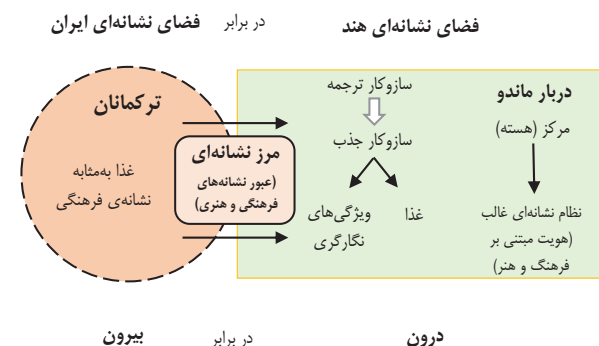 فضای نشانه‌ای هند در برابر فضای نشانه‌ای ایران
دربار ماندو
مرکز (هسته)
نظام نشانه‌ای غالب
(هویت مبتنی بر
فرهنگ و هنر)
سازوکار ترجمه
سازوکار جذب
غذا
ویژگی‌های
نگارگری
مرز نشانه‌ای
(عبور نشانه‌های
فرهنگی و هنری)
ترکمانان
غذا به‌مثابه
نشانه‌ی فرهنگی
درون در برابر بیرون